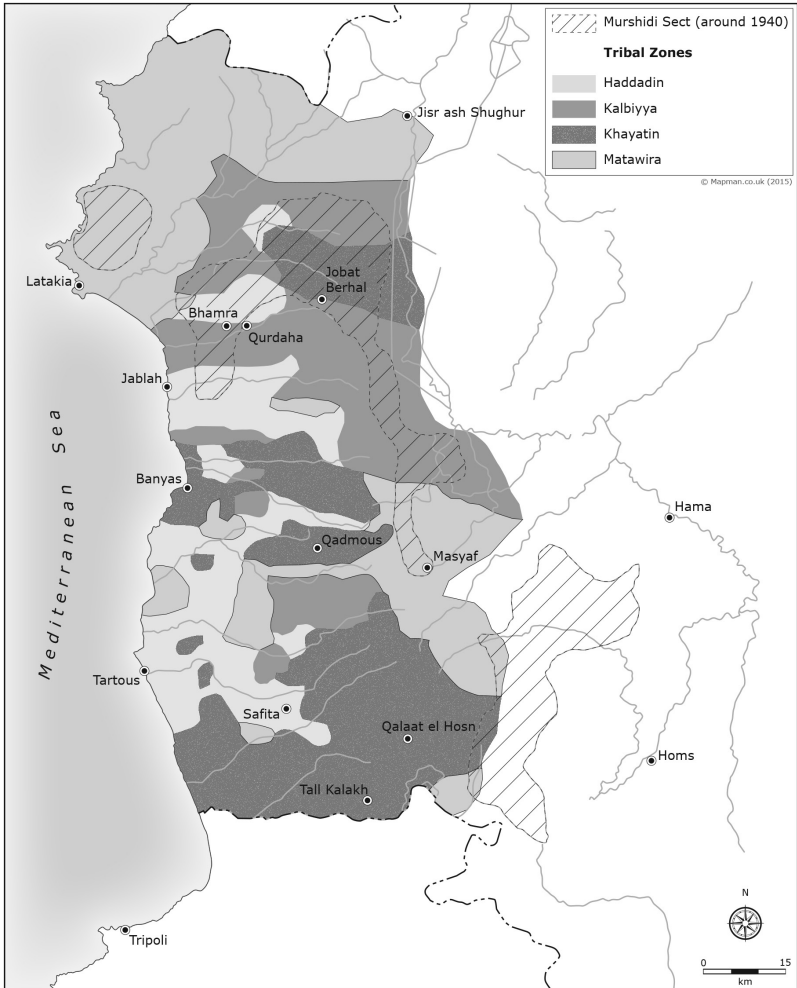 Murshidi Sect (around 1940)
Tribal Zones
Haddadin
Kalbiyya
Khayatin
Matawira
© Mapman.co.uk (2015)
Jisr ash Shughur
Latakia
Jobat
Berhal
Bhamra
Qurdaha
Jablah
Mediterranean Sea
Banyas
Hama
Qadmous
Masyaf
Tartous
Safita
Qalaat el Hosn
Homs
Tall Kalakh
N
Tripoli
0 15
km